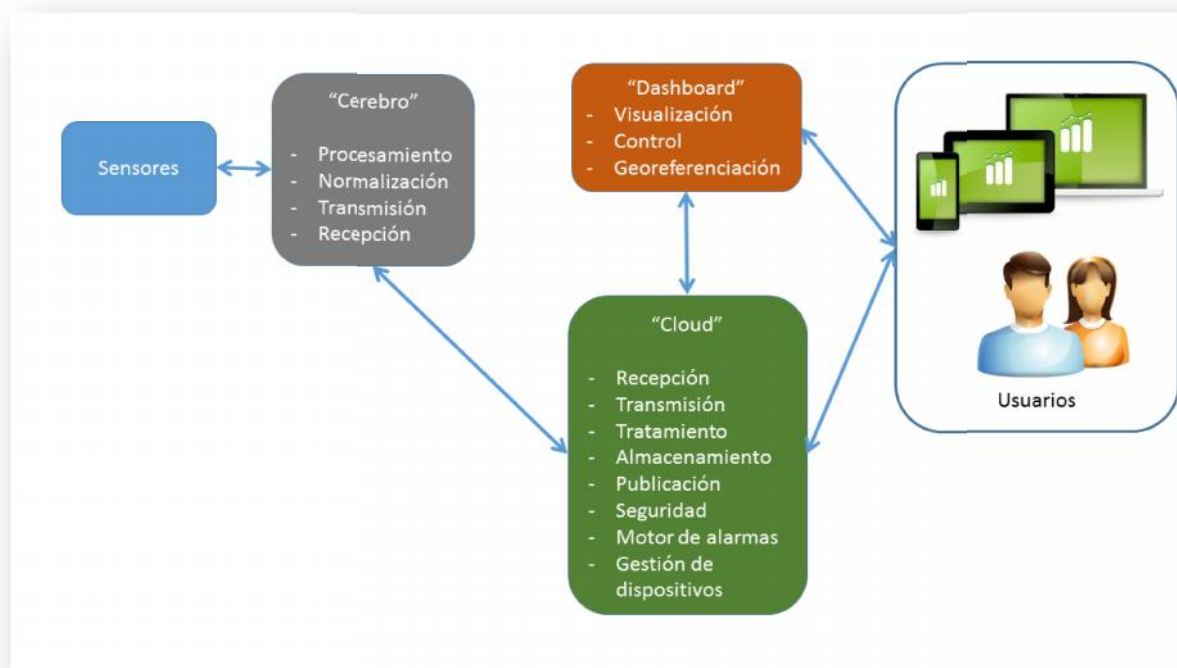 Sensores
“Cerebro”
- Procesamiento
- Normalización
- Transmisión
- Recepción
“Dashboard”
- Visualización
- Control
- Georeferenciación
“Cloud”
- Recepción
- Transmisión
- Tratamiento
- Almacenamiento
- Publicación
- Seguridad
- Motor de alarmas
- Gestión de
dispositivos
Usuarios